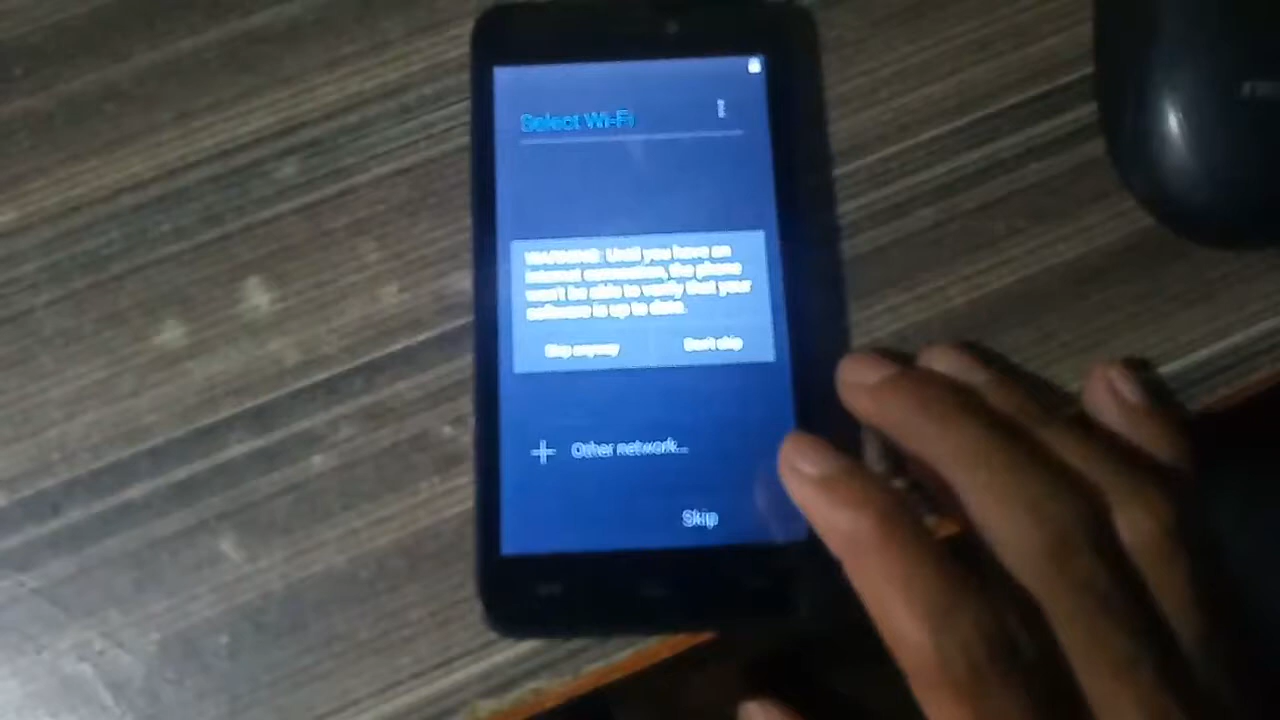 Select Wi-Fi
WARNING: Until you have an
internet connection, the phone
won't be able to verify that your
software is up to date.
Skip anyway
Don't skip
Other network...
Skip